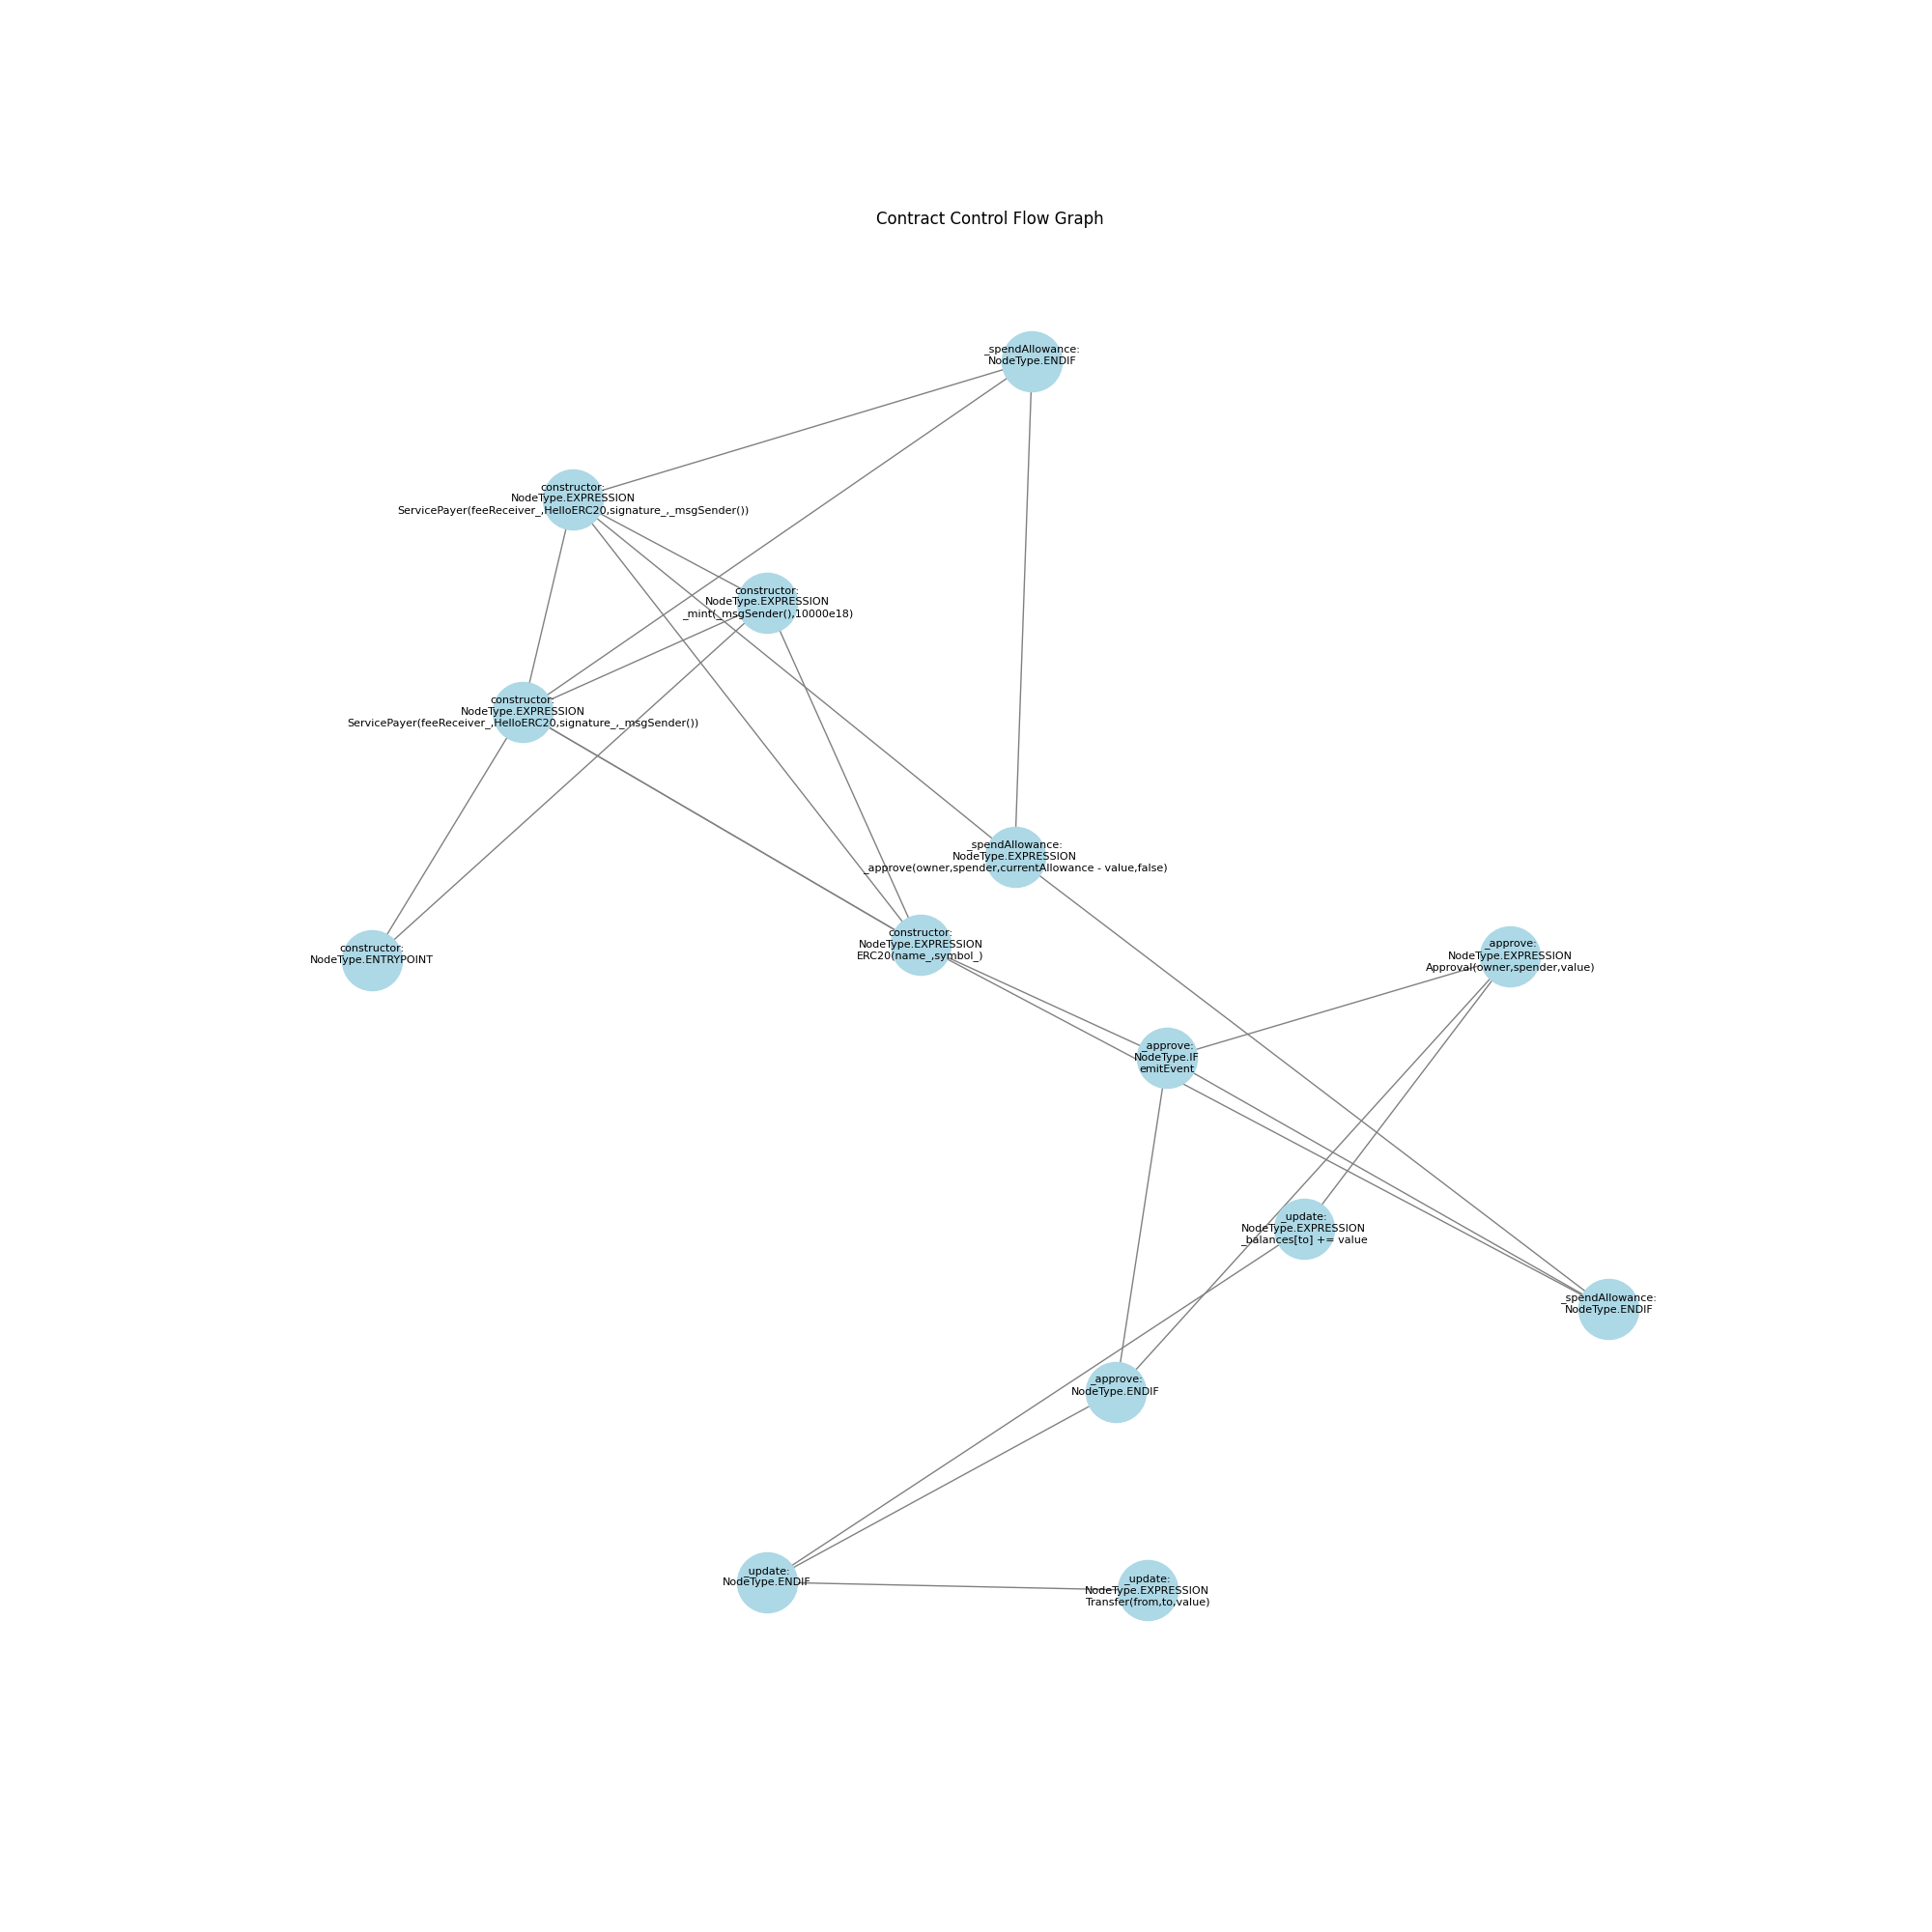 Contract Control Flow Graph
_spendAllowance:
NodeType.ENDIF
constructor:
NodeType.EXPRESSION
ServicePayer(feeReceiver_,HelloERC20,signature_,_msgSender())
constructor:
NodeType.EXPRESSION
_mint(_msgSender(),10000e18)
constructor:
NodeType.EXPRESSION
ServicePayer(feeReceiver_,HelloERC20,signature_,_msgSender())
_spendAllowance:
NodeType.EXPRESSION
_approve(owner,spender,currentAllowance - value,false)
constructor:
NodeType.EXPRESSION
ERC20(name_,symbol_)
constructor:
NodeType.ENTRYPOINT
_approve:
NodeType.EXPRESSION
Approval(owner,spender,value)
_approve:
NodeType.IF
emitEvent
_update:
NodeType.EXPRESSION
_balances[to] += value
_spendAllowance:
NodeType.ENDIF
_approve:
NodeType.ENDIF
_update:
NodeType.ENDIF
_update:
NodeType.EXPRESSION
Transfer(from,to,value)